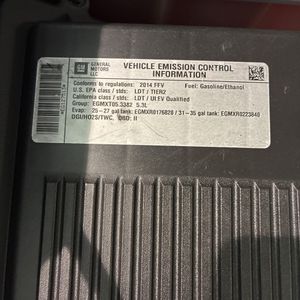 GM
GENERAL MOTORS LLC
VEHICLE EMISSION CONTROL INFORMATION
Conforms to regulations: 2014 FFV Fuel: Gasoline/Ethanol
U.S. EPA class / stds: LDT / TIER2
California class / stds: LDT / ULEV Qualified
Group: EGMXT05.3382 5.3L
Evap: 25 - 27 gal tank: EGMXR0176820 / 31 - 35 gal tank: EGMXR0223840
DGI/HO2S/TWC, OBD: II